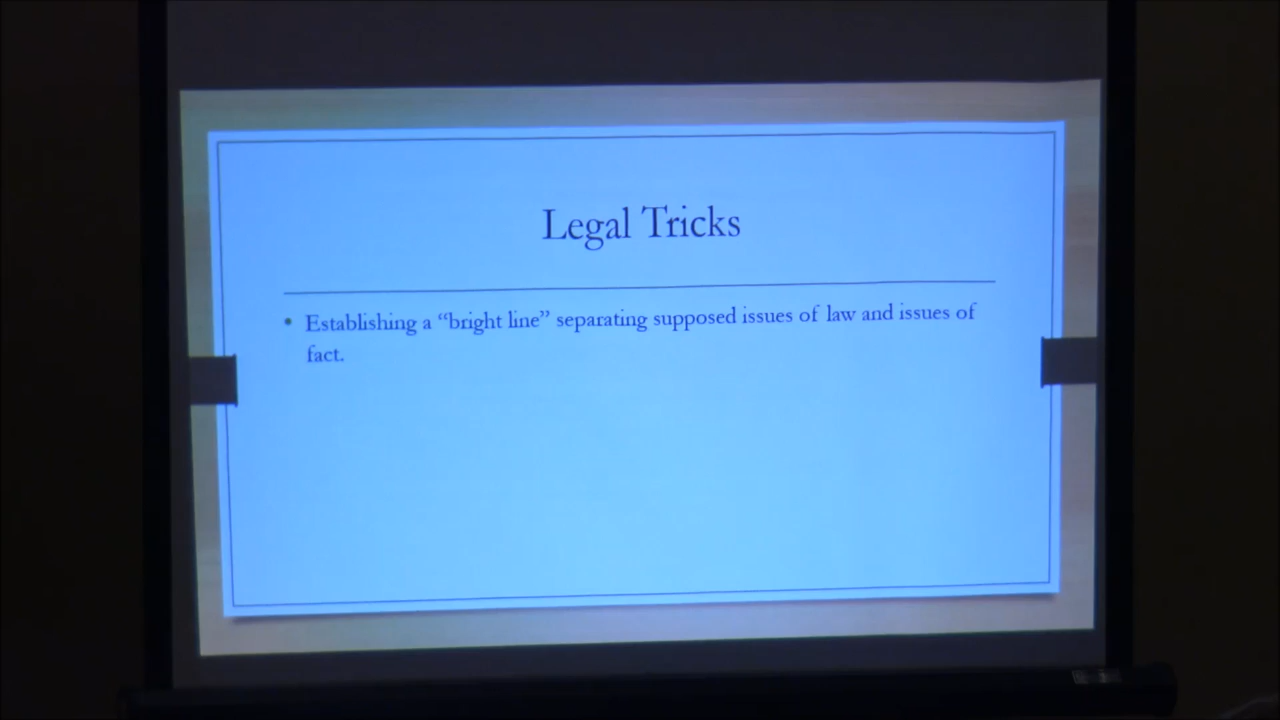 Legal Tricks
• Establishing a “bright line” separating supposed issues of law and issues of
fact.